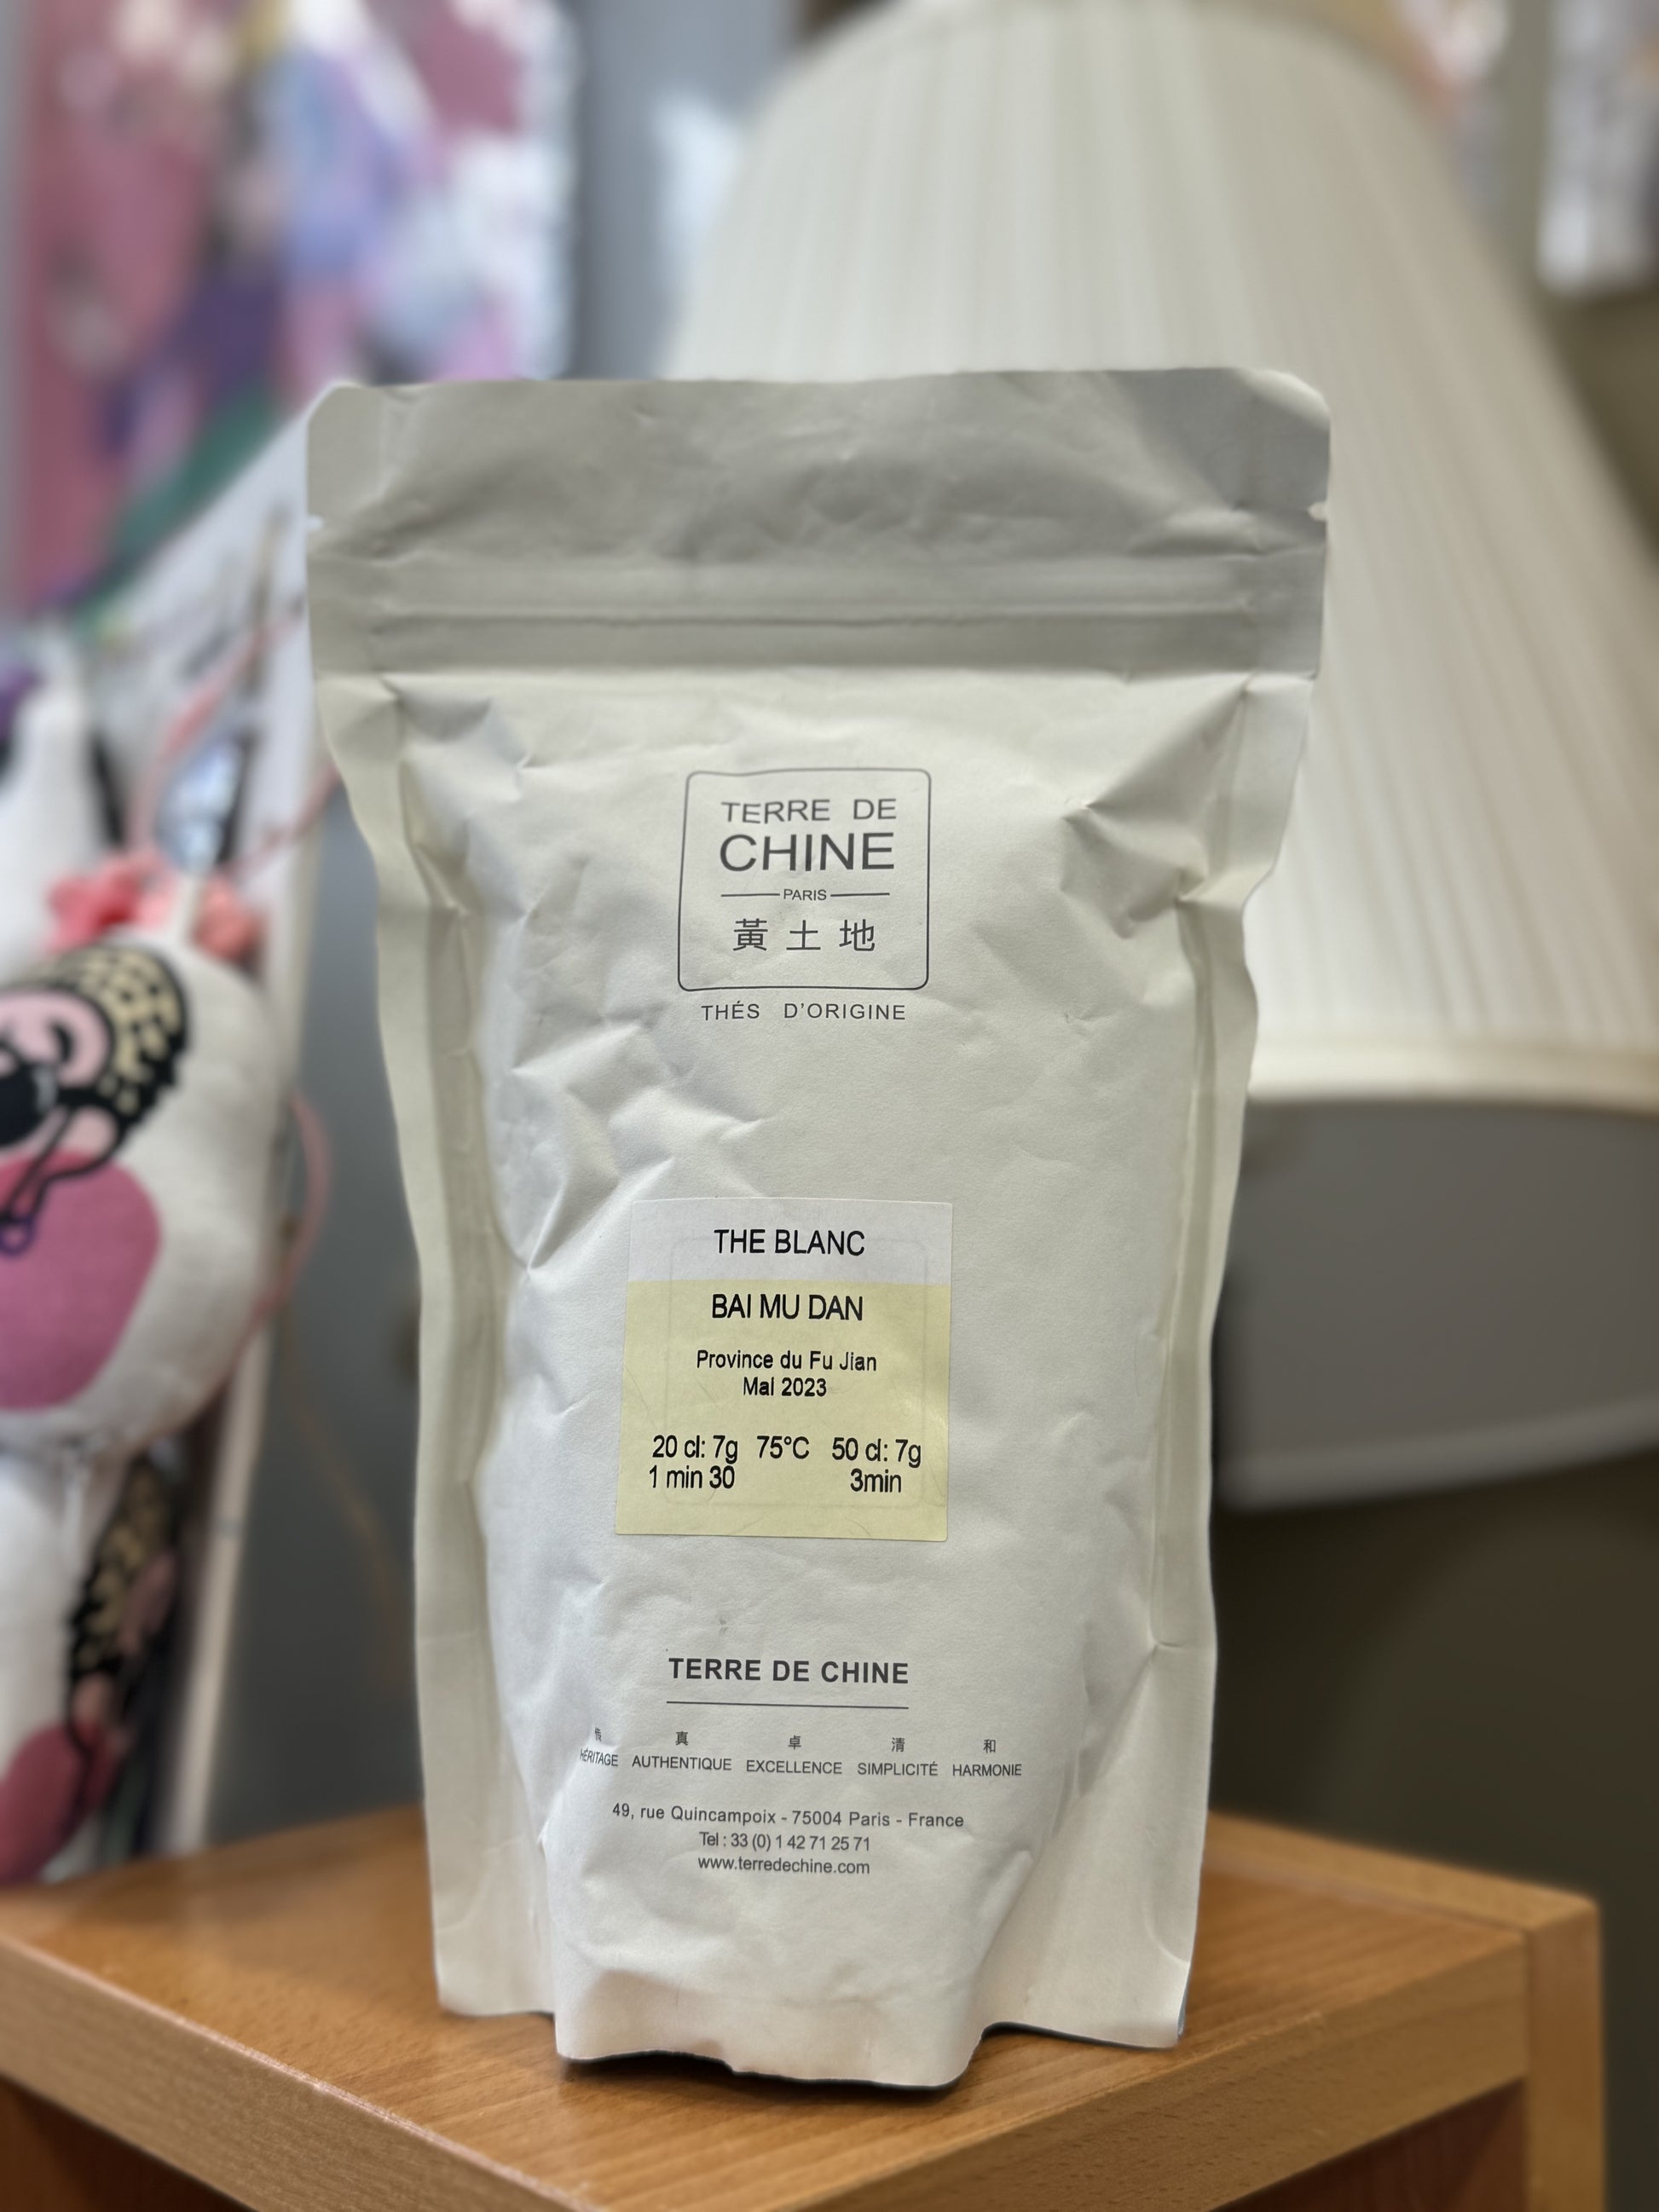 TERRE DE
CHINE
PARIS
黃土地
THÉS D'ORIGINE
THE BLANC
BAI MU DAN
Province du Fu Jian
Mai 2023
20 cl: 7g 75°C 50 cl: 7g
1 min 30 3min
TERRE DE CHINE
傳 真 卓 清 和
HÉRITAGE AUTHENTIQUE EXCELLENCE SIMPLICITÉ HARMONIE
49, rue Quincampoix - 75004 Paris - France
Tel : 33 (0) 1 42 71 25 71
www.terredechine.com